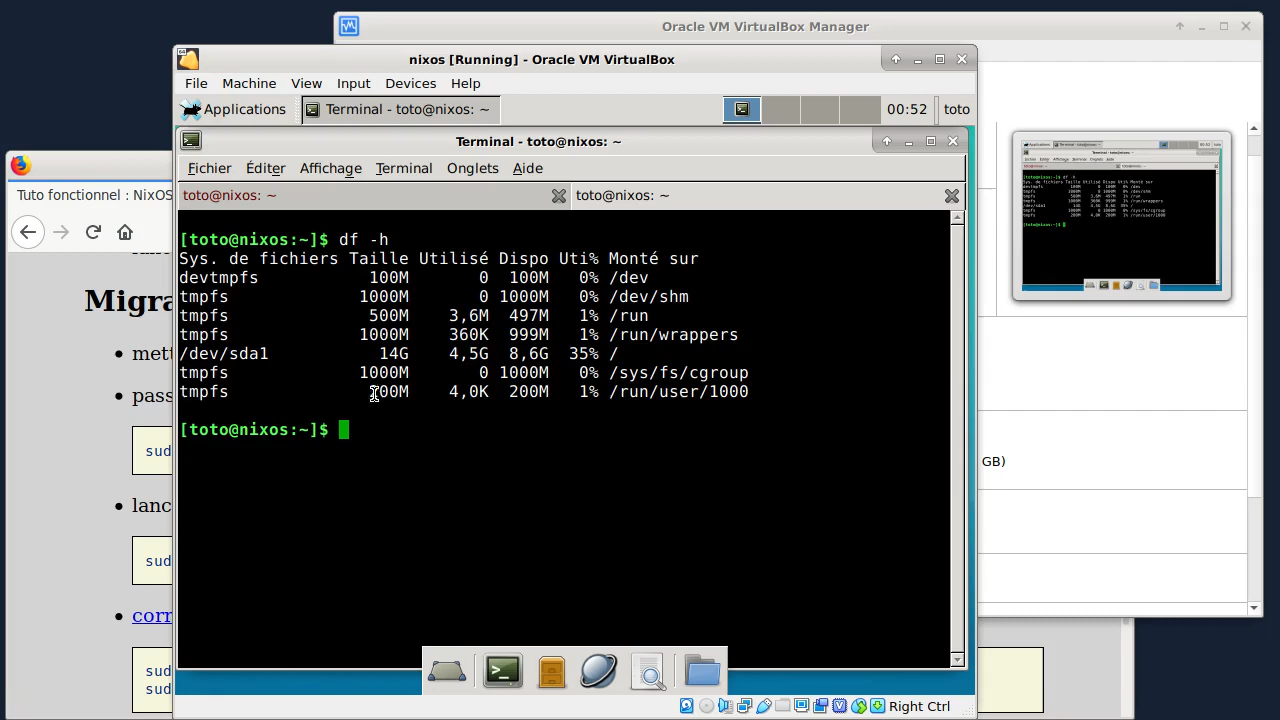 Oracle VM VirtualBox Manager
nixos [Running] - Oracle VM VirtualBox
File Machine View Input Devices Help
Applications Terminal - toto@nixos: ~ 00:52 toto
Terminal - toto@nixos: ~
Fichier Éditer Affichage Terminal Onglets Aide
toto@nixos: ~ toto@nixos: ~
[toto@nixos:~]$ df -h
Sys. de fichiers Taille Utilisé Dispo Uti% Monté sur
devtmpfs 100M 0 100M 0% /dev
tmpfs 1000M 0 1000M 0% /dev/shm
tmpfs 500M 3,6M 497M 1% /run
tmpfs 1000M 360K 999M 1% /run/wrappers
/dev/sda1 14G 4,5G 8,6G 35% /
tmpfs 1000M 0 1000M 0% /sys/fs/cgroup
tmpfs 200M 4,0K 200M 1% /run/user/1000
[toto@nixos:~]$
Right Ctrl
Tuto fonctionnel : NixOS
Migra
mett
pass
sud
lanc
sud
corr
sud
sud
GB)